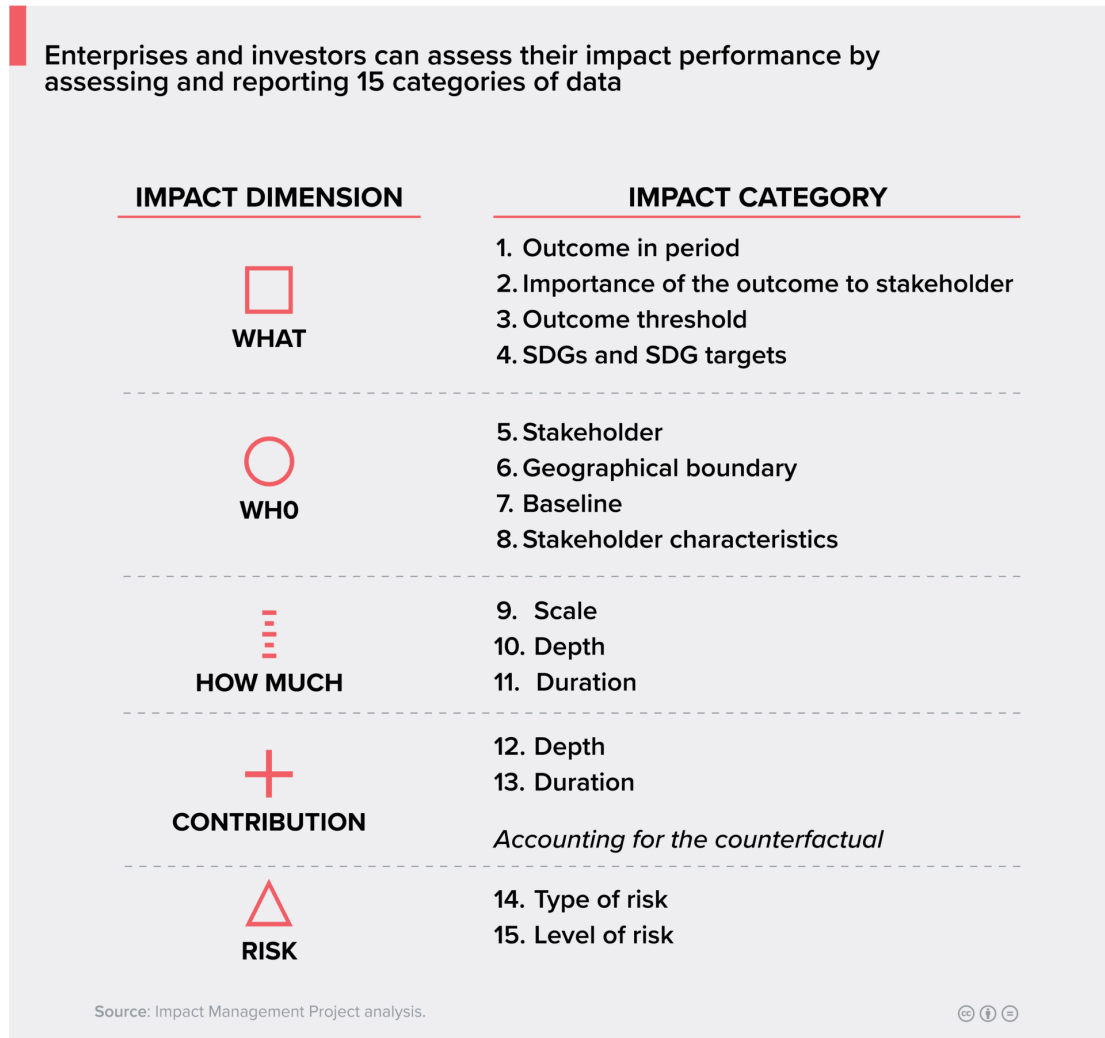 Enterprises and investors can assess their impact performance by
assessing and reporting 15 categories of data
IMPACT DIMENSION
IMPACT CATEGORY
WHAT
1. Outcome in period
2. Importance of the outcome to stakeholder
3. Outcome threshold
4. SDGs and SDG targets
WH0
5. Stakeholder
6. Geographical boundary
7. Baseline
8. Stakeholder characteristics
HOW MUCH
9. Scale
10. Depth
11. Duration
CONTRIBUTION
12. Depth
13. Duration
Accounting for the counterfactual
RISK
14. Type of risk
15. Level of risk
Source: Impact Management Project analysis.
cc